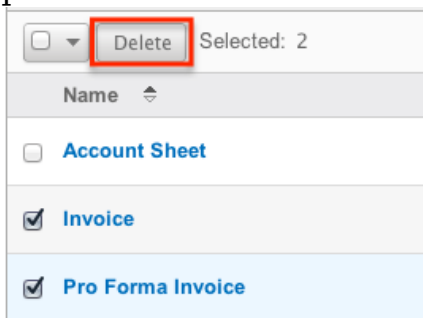 Delete Selected: 2
Name
Account Sheet
Invoice
Pro Forma Invoice